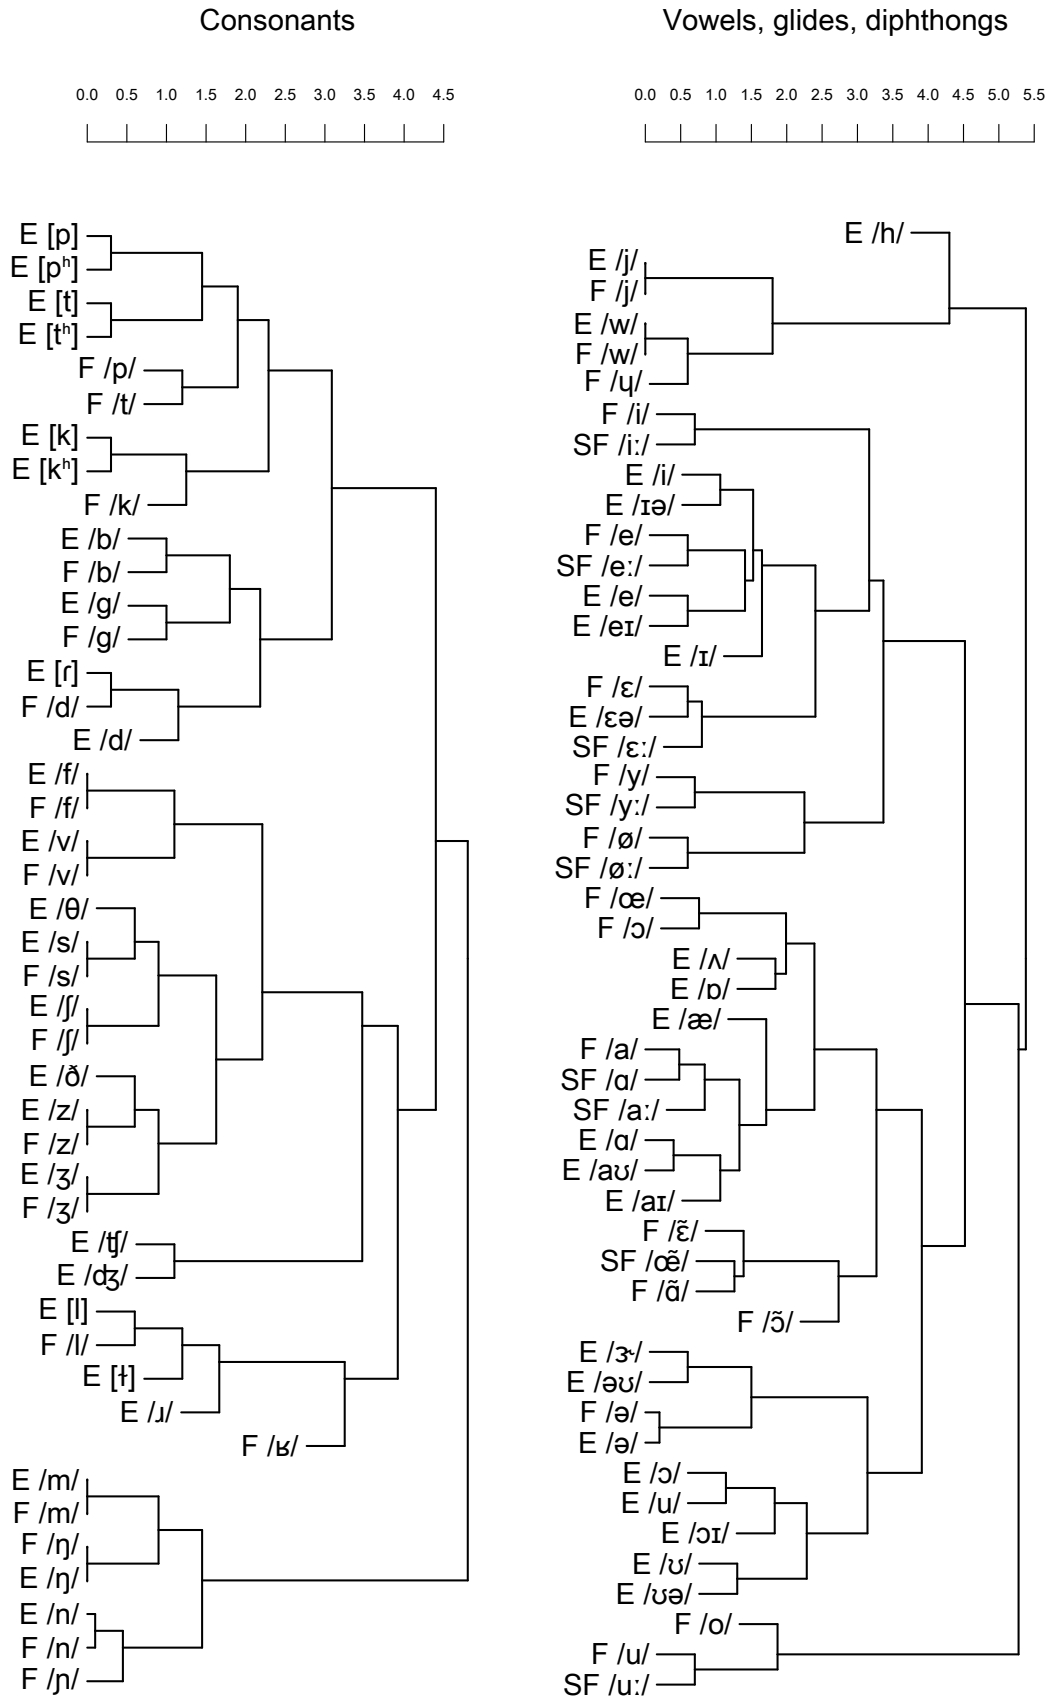 Consonants
0.0 0.5 1.0 1.5 2.0 2.5 3.0 3.5 4.0 4.5
E [p]
E [pʰ]
E [t]
E [tʰ]
F /p/
F /t/
E [k]
E [kʰ]
F /k/
E /b/
F /b/
E /g/
F /g/
E [ɾ]
F /d/
E /d/
E /f/
F /f/
E /v/
F /v/
E /θ/
E /s/
F /s/
E /ʃ/
F /ʃ/
E /ð/
E /z/
F /z/
E /ʒ/
F /ʒ/
E /ʧ/
E /ʤ/
E [l]
F /l/
E [ɫ]
E /ɹ/
F /ʁ/
E /m/
F /m/
F /ŋ/
E /ŋ/
E /n/
F /n/
F /ɲ/
Vowels, glides, diphthongs
0.0 0.5 1.0 1.5 2.0 2.5 3.0 3.5 4.0 4.5 5.0 5.5
E /h/
E /j/
F /j/
E /w/
F /w/
F /ɥ/
F /i/
SF /iː/
E /i/
E /ɪə/
F /e/
SF /eː/
E /e/
E /eɪ/
E /ɪ/
F /ɛ/
E /ɛə/
SF /ɛː/
F /y/
SF /yː/
F /ø/
SF /øː/
F /œ/
F /ɔ/
E /ʌ/
E /ɒ/
E /æ/
F /a/
SF /ɑ/
SF /aː/
E /ɑ/
E /aʊ/
E /aɪ/
F /ɛ̃/
SF /œ̃/
F /ɑ̃/
F /ɔ̃/
E /ɝ/
E /əʊ/
F /ə/
E /ə/
E /ɔ/
E /u/
E /ɔɪ/
E /ʊ/
E /ʊə/
F /o/
F /u/
SF /uː/